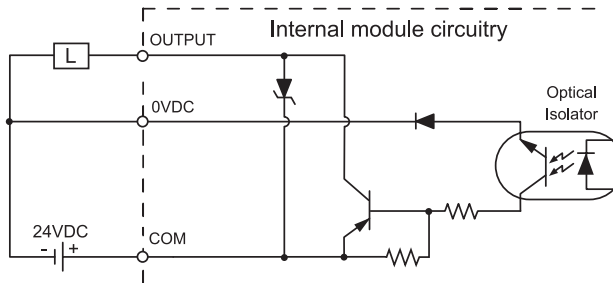 Internal module circuitry
OUTPUT
L
0VDC
Optical
Isolator
24VDC
- +
COM